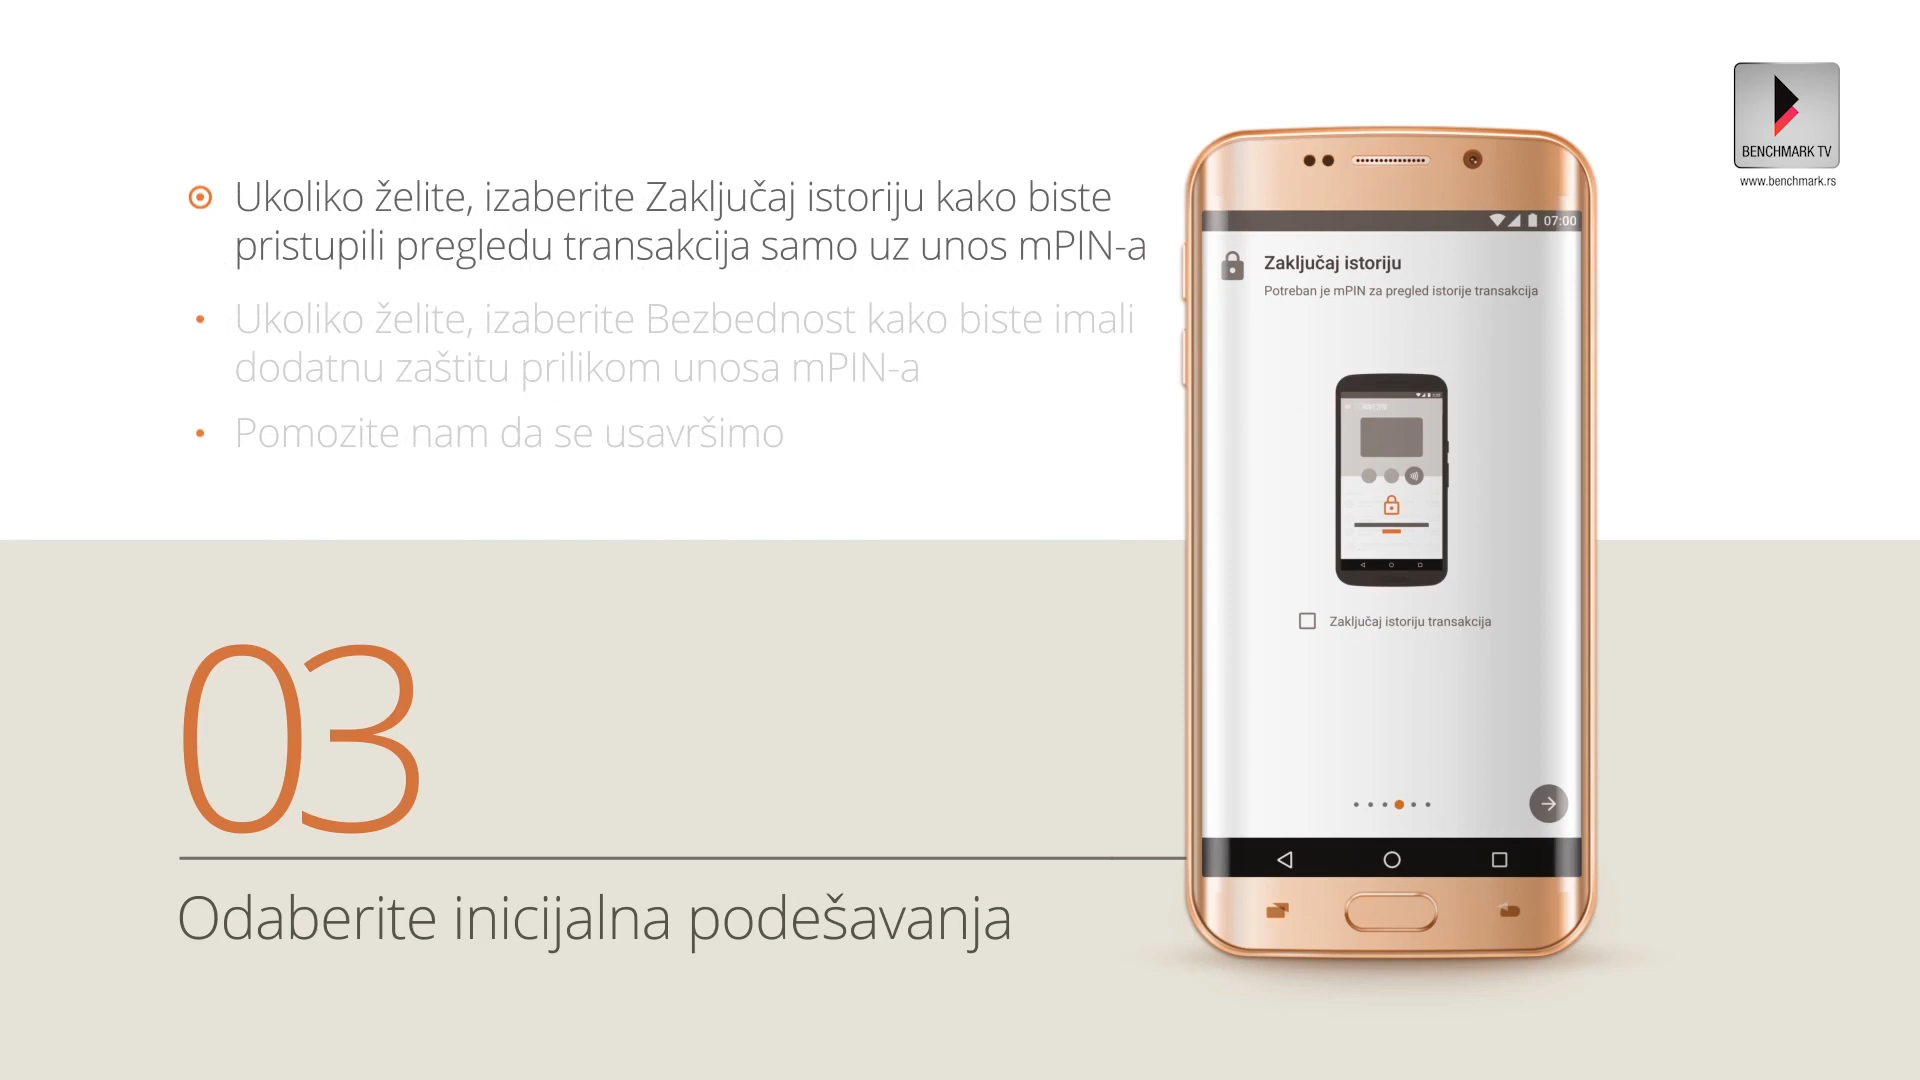 BENCHMARK TV
www.benchmark.rs
Ukoliko želite, izaberite Zaključaj istoriju kako biste
pristupili pregledu transakcija samo uz unos mPIN-a
Ukoliko želite, izaberite Bezbednost kako biste imali
dodatnu zaštitu prilikom unosa mPIN-a
Pomozite nam da se usavršimo
07:00
Zaključaj istoriju
Potreban je mPIN za pregled istorije transakcija
Zaključaj istoriju transakcija
03
Odaberite inicijalna podešavanja